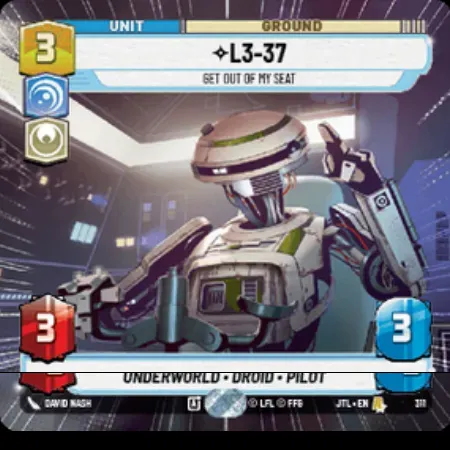 UNIT
GROUND
3
✧L3-37
GET OUT OF MY SEAT
3
3
UNDERWORLD • DROID • PILOT
DAVID NASH
© LFL © FFG
JTL • EN
311